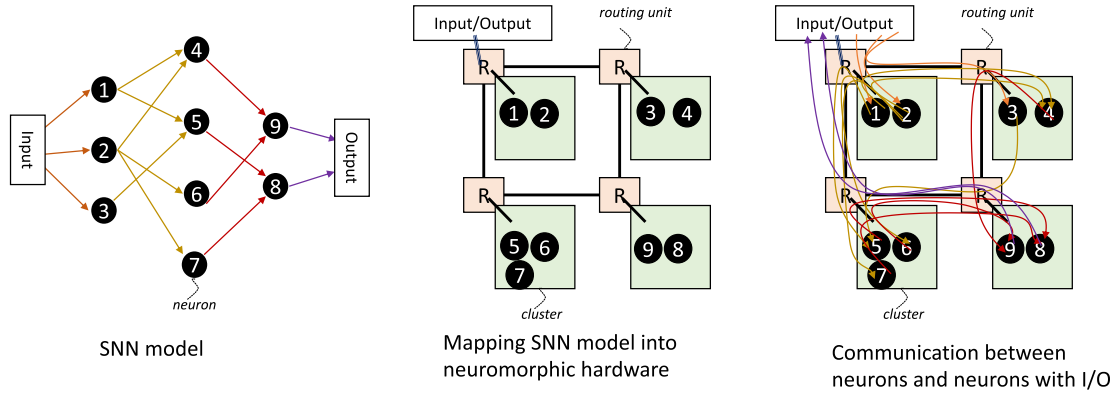 Input
1
2
3
4
5
6
7
9
8
Output
neuron
SNN model
Input/Output
routing unit
R
R
1 2
3 4
R
R
5 6
7
9 8
cluster
Mapping SNN model into
neuromorphic hardware
Input/Output
routing unit
R
R
1 2
3 4
R
R
5 6
7
9 8
cluster
Communication between
neurons and neurons with I/O